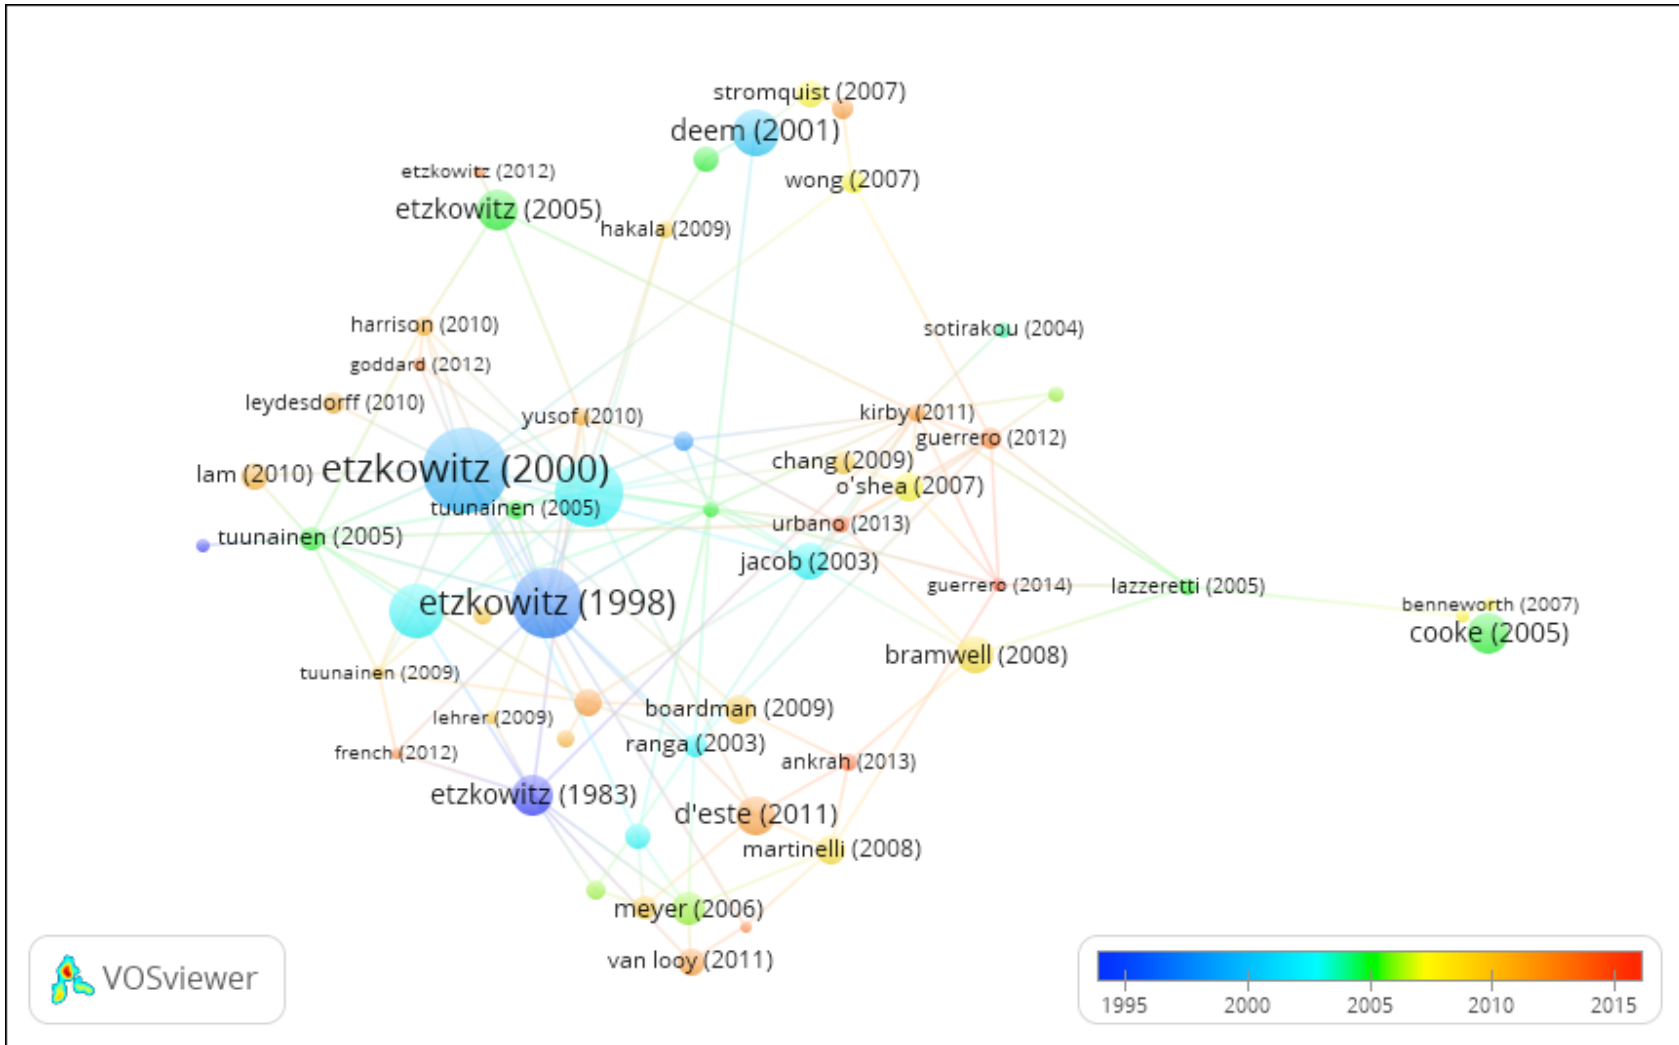 stromquist (2007)
deem (2001)
etzkowitz (2012)
wong (2007)
etzkowitz (2005)
hakala (2009)
harrison (2010)
sotirakou (2004)
goddard (2012)
leydesdorff (2010)
yusof (2010)
kirby (2011)
guerrero (2012)
chang (2009)
lam (2010)
etzkowitz (2000)
o'shea (2007)
tuunainen (2005)
urbano (2013)
tuunainen (2005)
jacob (2003)
guerrero (2014)
lazzeretti (2005)
etzkowitz (1998)
benneworth (2007)
cooke (2005)
bramwell (2008)
tuunainen (2009)
boardman (2009)
lehrer (2009)
ranga (2003)
french (2012)
ankrah (2013)
etzkowitz (1983)
d'este (2011)
martinelli (2008)
meyer (2006)
van looy (2011)
VOSviewer
1995 2000 2005 2010 2015